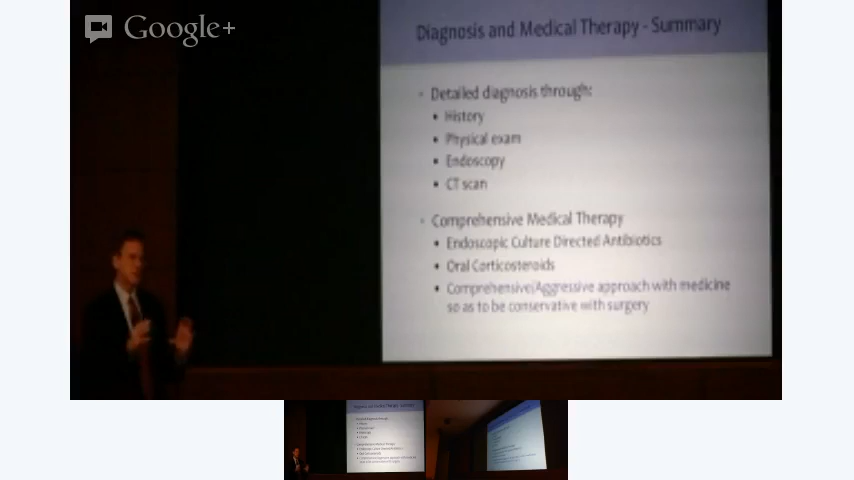 Google+
Diagnosis and Medical Therapy - Summary
Detailed diagnosis through:
History
Physical exam
Endoscopy
CT scan
Comprehensive Medical Therapy
Endoscopic Culture Directed Antibiotics
Oral Corticosteroids
Comprehensive/Aggressive approach with medicine
so as to be conservative with surgery